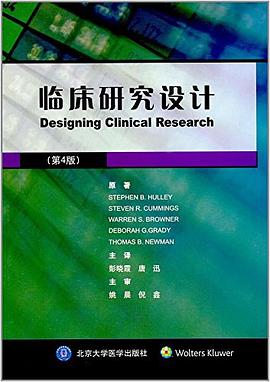 临床研究设计
Designing Clinical Research
(第4版)
原著
STEPHEN B. HULLEY
STEVEN R. CUMMINGS
WARREN S. BROWNER
DEBORAH G.GRADY
THOMAS B. NEWMAN
主译
彭晓霞 唐迅
主审
姚晨 倪鑫
北京大学医学出版社
Wolters Kluwer